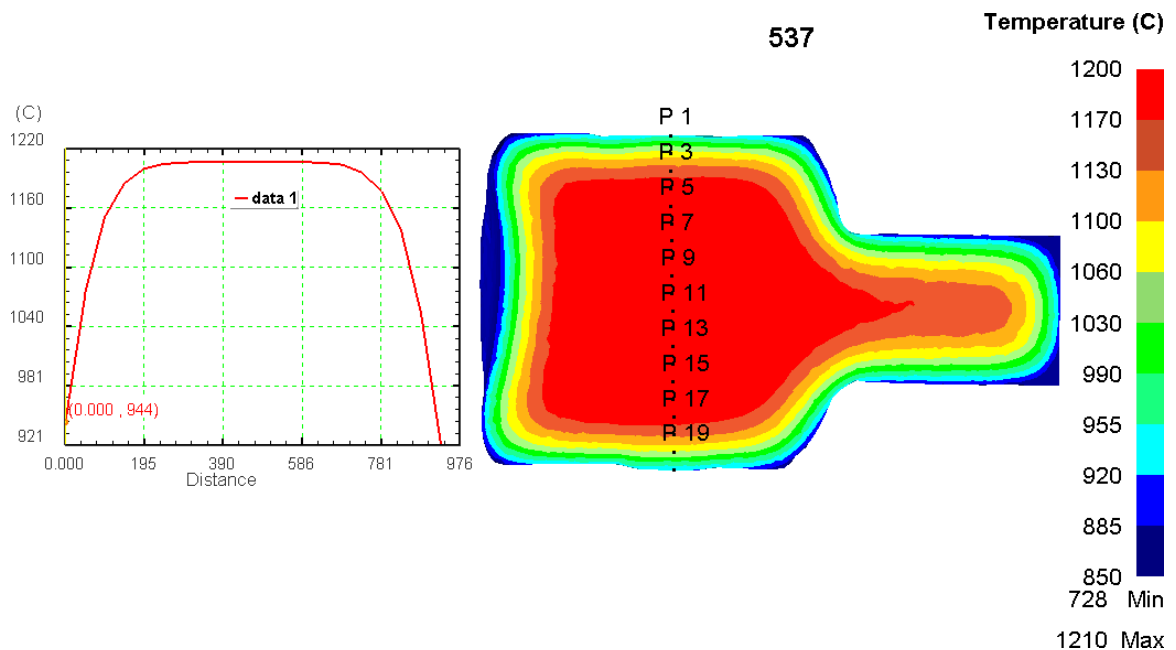 Temperature (C)
537
1200
1170
1130
1100
1060
1030
990
955
920
885
850
728 Min
1210 Max
(C)
1220
1160
1100
1040
981
921
data 1
(0.000 , 944)
0.000 195 390 586 781 976
Distance
P 1
P 3
P 5
P 7
P 9
P 11
P 13
P 15
P 17
P 19